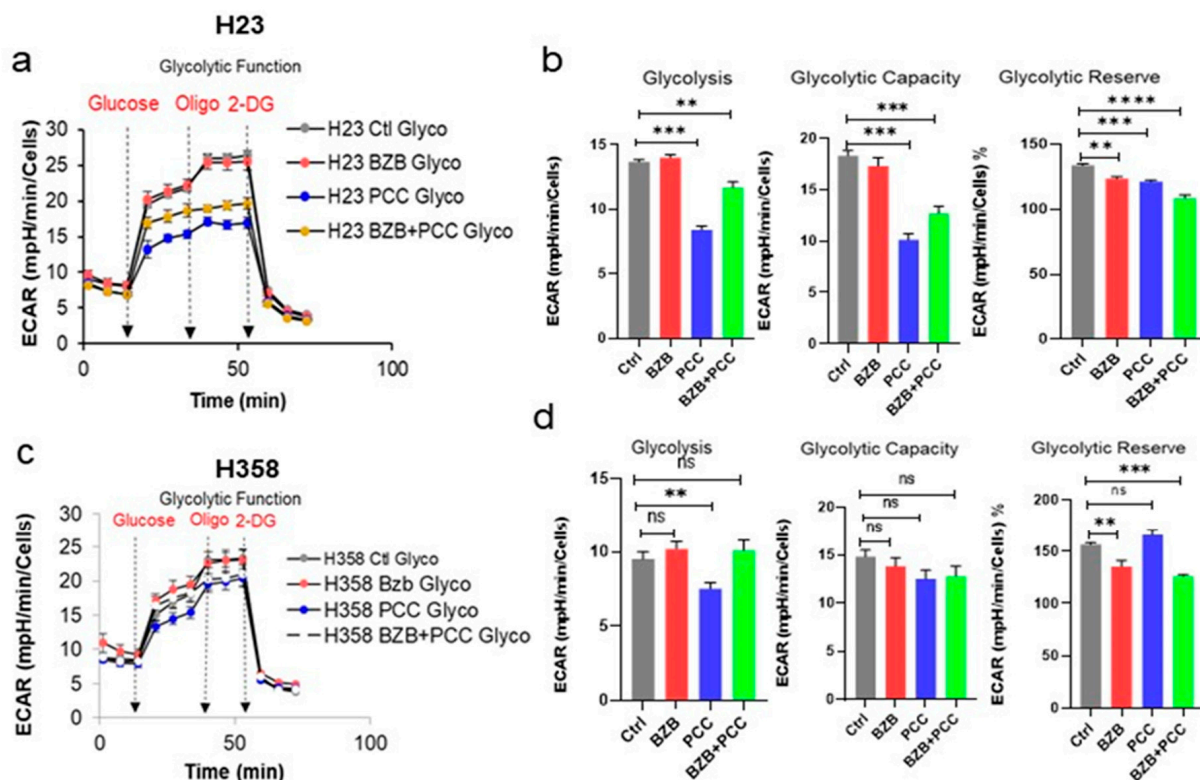 H23
a
Glycolytic Function
Glucose
Oligo
2-DG
ECAR (mpH/min/Cells)
30
25
20
15
10
5
0
0
50
100
Time (min)
H23 Ctl Glyco
H23 BZB Glyco
H23 PCC Glyco
H23 BZB+PCC Glyco
b
Glycolysis
**
***
ECAR (mpH/min/Cells)
15
10
5
0
Ctrl
BZB
PCC
BZB+PCC
Glycolytic Capacity
***
***
ECAR (mpH/min/Cells)
20
15
10
5
0
Ctrl
BZB
PCC
BZB+PCC
Glycolytic Reserve
****
***
**
ECAR (mpH/min/Cells) %
150
100
50
0
Ctrl
BZB
PCC
BZB+PCC
c
H358
Glycolytic Function
Glucose
Oligo
2-DG
ECAR (mpH/min/Cells)
30
25
20
15
10
5
0
0
50
100
Time (min)
H358 Ctl Glyco
H358 Bzb Glyco
H358 PCC Glyco
H358 BZB+PCC Glyco
d
Glycolysis
ns
**
ns
ECAR (mpH/min/Cells)
15
10
5
0
Ctrl
BZB
PCC
BZB+PCC
Glycolytic Capacity
ns
ns
ns
ECAR (mpH/min/Cells)
25
20
15
10
5
0
Ctrl
BZB
PCC
BZB+PCC
Glycolytic Reserve
***
ns
**
ECAR (mpH/min/Cells) %
200
150
100
50
0
Ctrl
BZB
PCC
BZB+PCC